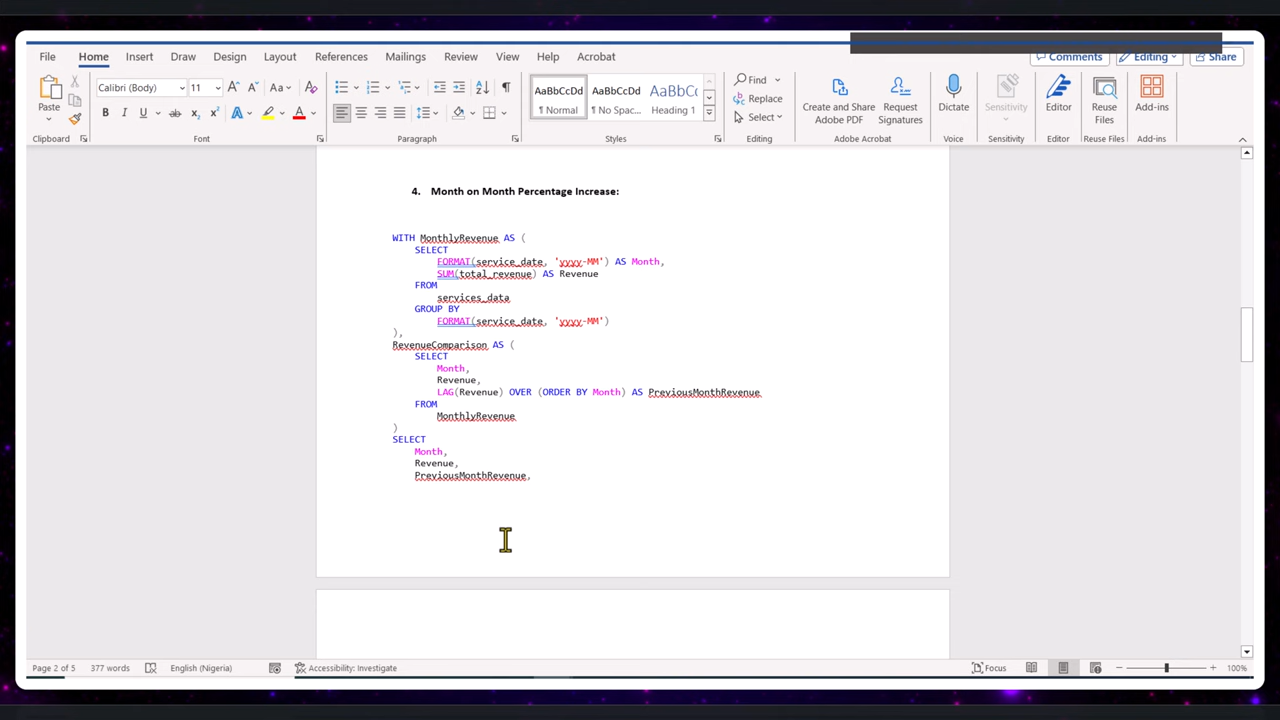 File Home Insert Draw Design Layout References Mailings Review View Help Acrobat Comments Editing Share
Calibri (Body) 11 Aa
Paste
B I U ab x₂ x² A A
Clipboard Font Paragraph
AaBbCcDd AaBbCcDd AaBbCc
¶ Normal ¶ No Spac... Heading 1
Styles
Find
Replace
Select
Editing
Create and Share Adobe PDF
Request Signatures
Adobe Acrobat
Dictate
Voice
Sensitivity
Sensitivity
Editor
Editor
Reuse Files
Reuse Files
Add-ins
Add-ins
4. Month on Month Percentage Increase:
WITH MonthlyRevenue AS (
SELECT
FORMAT(service_date, 'yyyy-MM') AS Month,
SUM(total_revenue) AS Revenue
FROM
services_data
GROUP BY
FORMAT(service_date, 'yyyy-MM')
),
RevenueComparison AS (
SELECT
Month,
Revenue,
LAG(Revenue) OVER (ORDER BY Month) AS PreviousMonthRevenue
FROM
MonthlyRevenue
)
SELECT
Month,
Revenue,
PreviousMonthRevenue,
Page 2 of 5 377 words English (Nigeria) Accessibility: Investigate Focus 100%